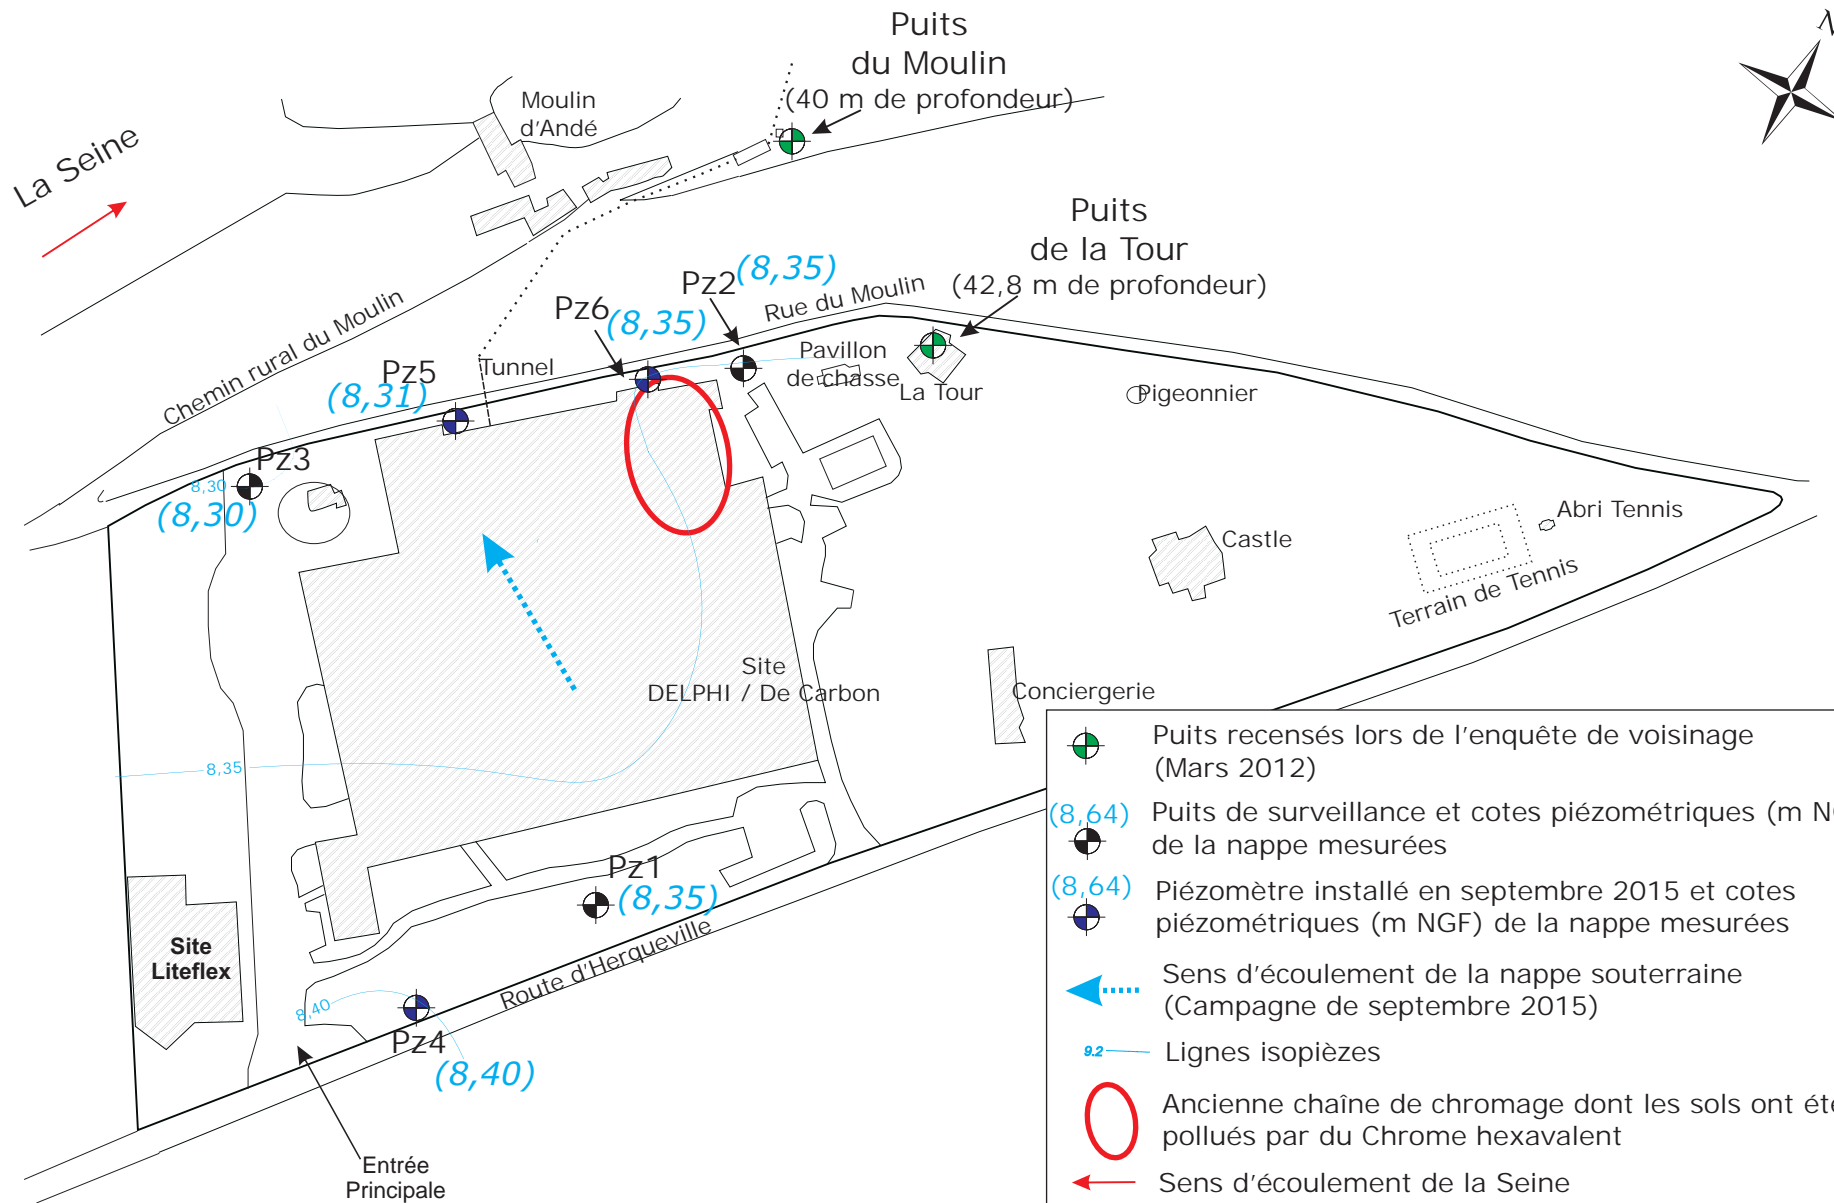 Puits
du Moulin
(40 m de profondeur)
N
Moulin
d'Andé
La Seine
Puits
de la Tour
(42,8 m de profondeur)
Pz2 (8,35)
Rue du Moulin
Pz6
(8,35)
Chemin rural du Moulin
Tunnel
Pavillon
de chasse
La Tour
Pigeonnier
Pz5
(8,31)
Pz3
8,30
(8,30)
Abri Tennis
Castle
Terrain de Tennis
Site
DELPHI / De Carbon
Conciergerie
8,35
Pz1
(8,35)
Site
Liteflex
Route d'Herqueville
8,40
Pz4
(8,40)
Entrée
Principale
Puits recensés lors de l'enquête de voisinage
(Mars 2012)
(8,64) Puits de surveillance et cotes piézométriques (m
de la nappe mesurées
(8,64) Piézomètre installé en septembre 2015 et cotes
piézométriques (m NGF) de la nappe mesurées
Sens d'écoulement de la nappe souterraine
(Campagne de septembre 2015)
9.2 Lignes isopièzes
Ancienne chaîne de chromage dont les sols ont été
pollués par du Chrome hexavalent
Sens d'écoulement de la Seine